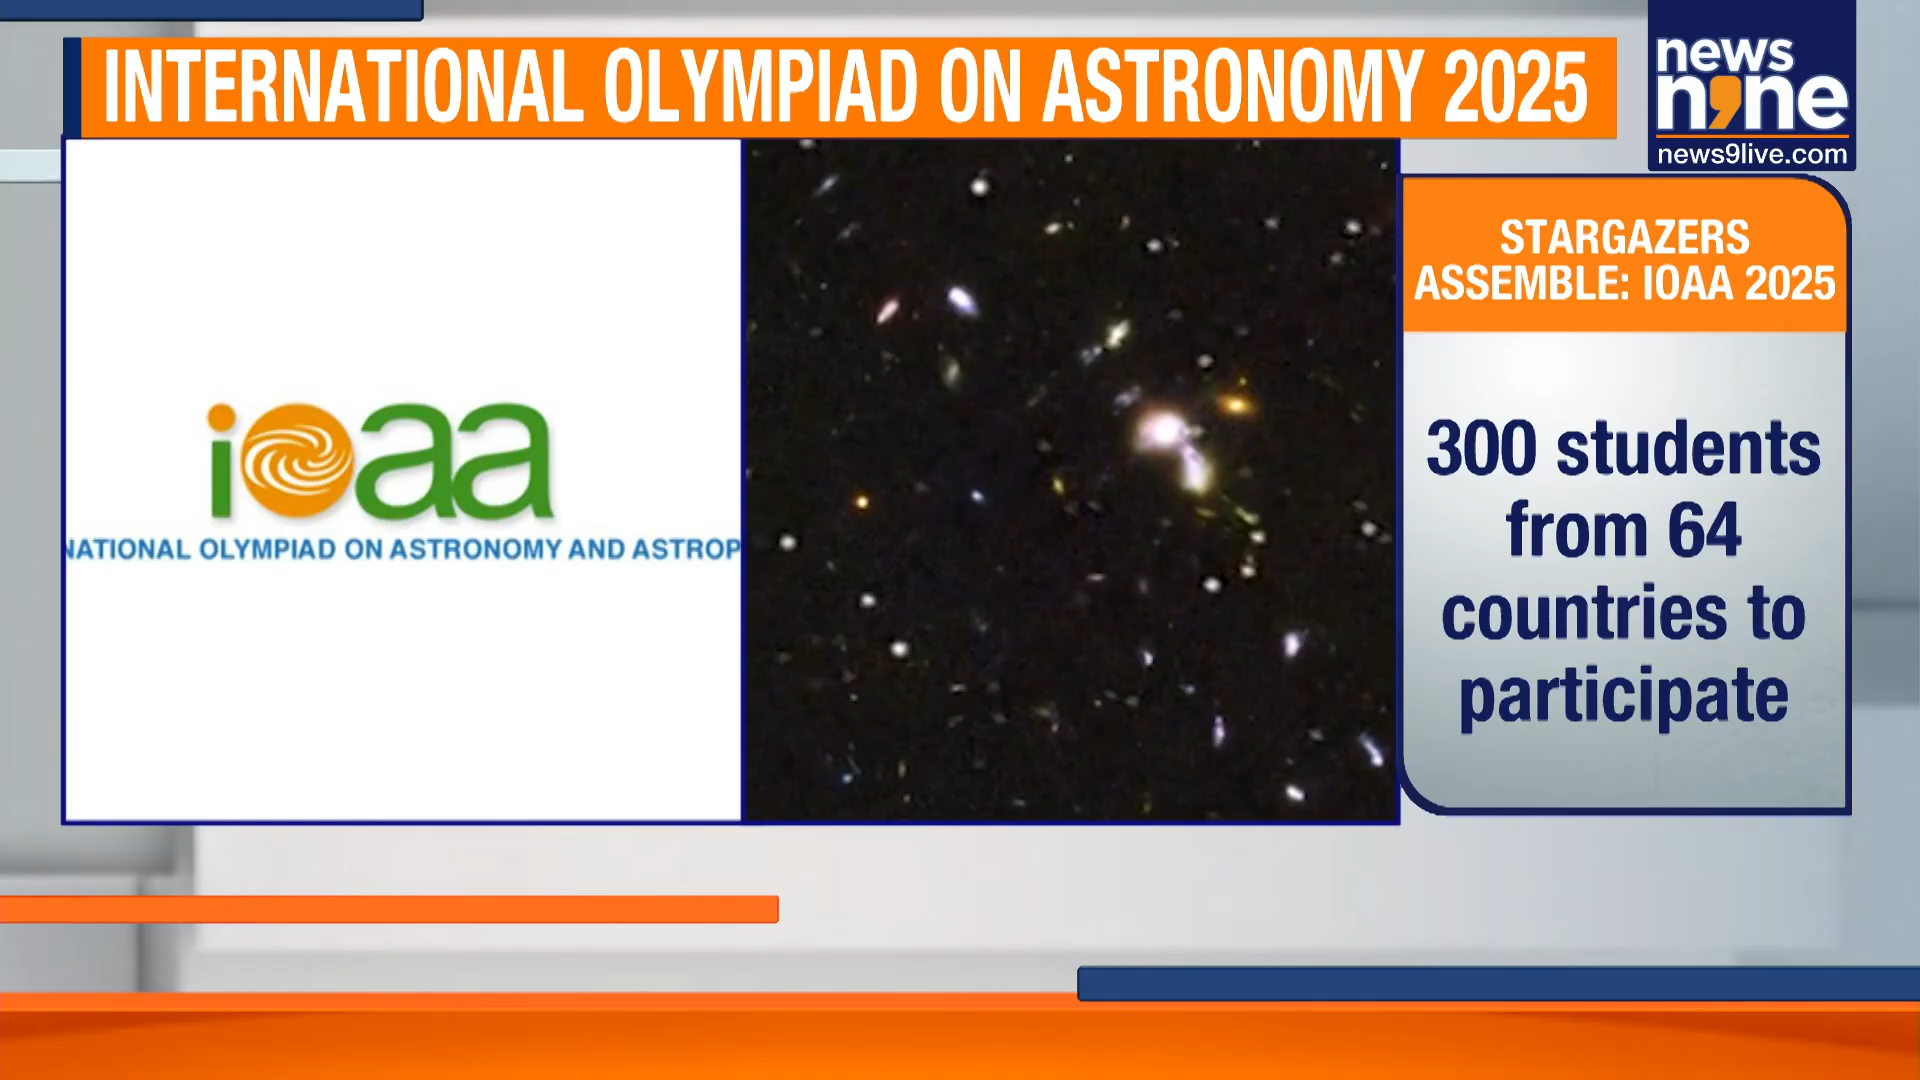 INTERNATIONAL OLYMPIAD ON ASTRONOMY 2025
news
nine
news9live.com
ioaa
NATIONAL OLYMPIAD ON ASTRONOMY AND ASTROP
STARGAZERS
ASSEMBLE: IOAA 2025
300 students
from 64
countries to
participate